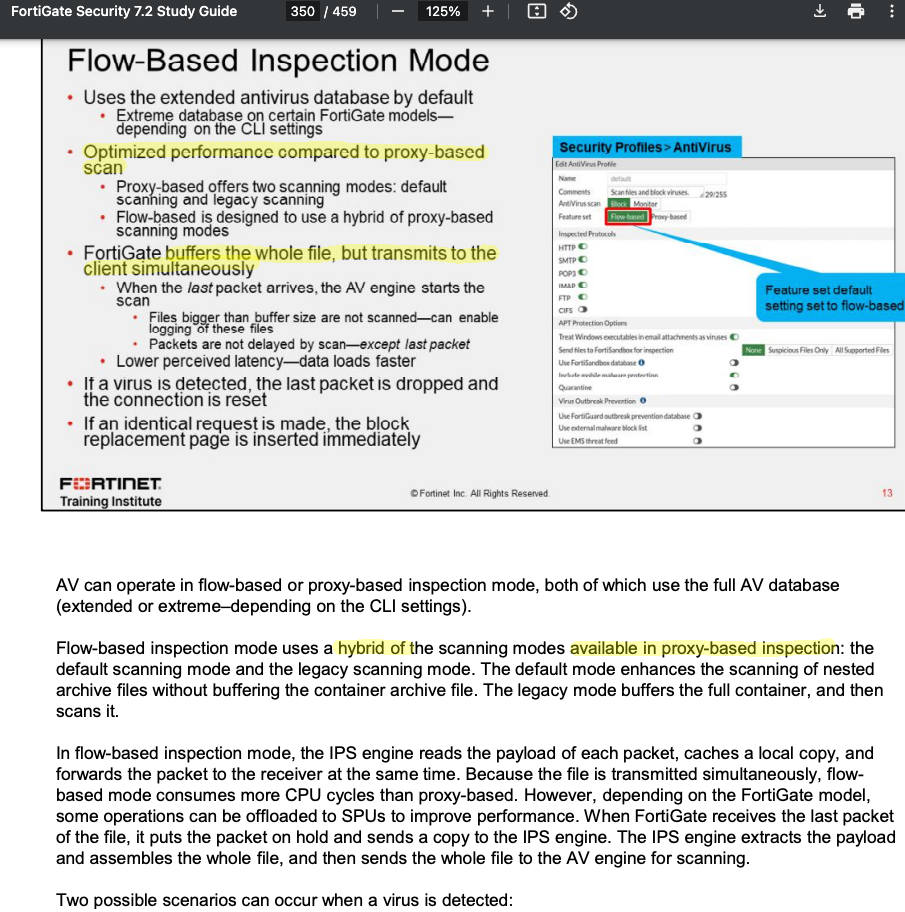 FortiGate Security 7.2 Study Guide
350 / 459
125%
Flow-Based Inspection Mode
• Uses the extended antivirus database by default
• Extreme database on certain FortiGate models—
depending on the CLI settings
• Optimized performance compared to proxy-based
scan
• Proxy-based offers two scanning modes: default
scanning and legacy scanning
• Flow-based is designed to use a hybrid of proxy-based
scanning modes
• FortiGate buffers the whole file, but transmits to the
client simultaneously
• When the last packet arrives, the AV engine starts the
scan
• Files bigger than buffer size are not scanned—can enable
logging of these files
• Packets are not delayed by scan—except last packet
• Lower perceived latency—data loads faster
• If a virus is detected, the last packet is dropped and
the connection is reset
• If an identical request is made, the block
replacement page is inserted immediately
Security Profiles > AntiVirus
Edit AntiVirus Profile
Name default
Comments Scan files and block viruses. 29/255
AntiVirus scan Block Monitor
Feature set Flow-based Proxy-based
Inspected Protocols
HTTP
SMTP
POP3
IMAP
FTP
CIFS
APT Protection Options
Treat Windows executables in email attachments as viruses
Send files to FortiSandbox for inspection None Suspicious Files Only All Supported Files
Use FortiSandbox database
Include mobile malware protection
Quarantine
Virus Outbreak Prevention
Use FortiGuard outbreak prevention database
Use external malware block list
Use EMS threat feed
Feature set default
setting set to flow-based
FORTINET
Training Institute
© Fortinet Inc. All Rights Reserved.
13
AV can operate in flow-based or proxy-based inspection mode, both of which use the full AV database
(extended or extreme–depending on the CLI settings).
Flow-based inspection mode uses a hybrid of the scanning modes available in proxy-based inspection: the
default scanning mode and the legacy scanning mode. The default mode enhances the scanning of nested
archive files without buffering the container archive file. The legacy mode buffers the full container, and then
scans it.
In flow-based inspection mode, the IPS engine reads the payload of each packet, caches a local copy, and
forwards the packet to the receiver at the same time. Because the file is transmitted simultaneously, flow-
based mode consumes more CPU cycles than proxy-based. However, depending on the FortiGate model,
some operations can be offloaded to SPUs to improve performance. When FortiGate receives the last packet
of the file, it puts the packet on hold and sends a copy to the IPS engine. The IPS engine extracts the payload
and assembles the whole file, and then sends the whole file to the AV engine for scanning.
Two possible scenarios can occur when a virus is detected: